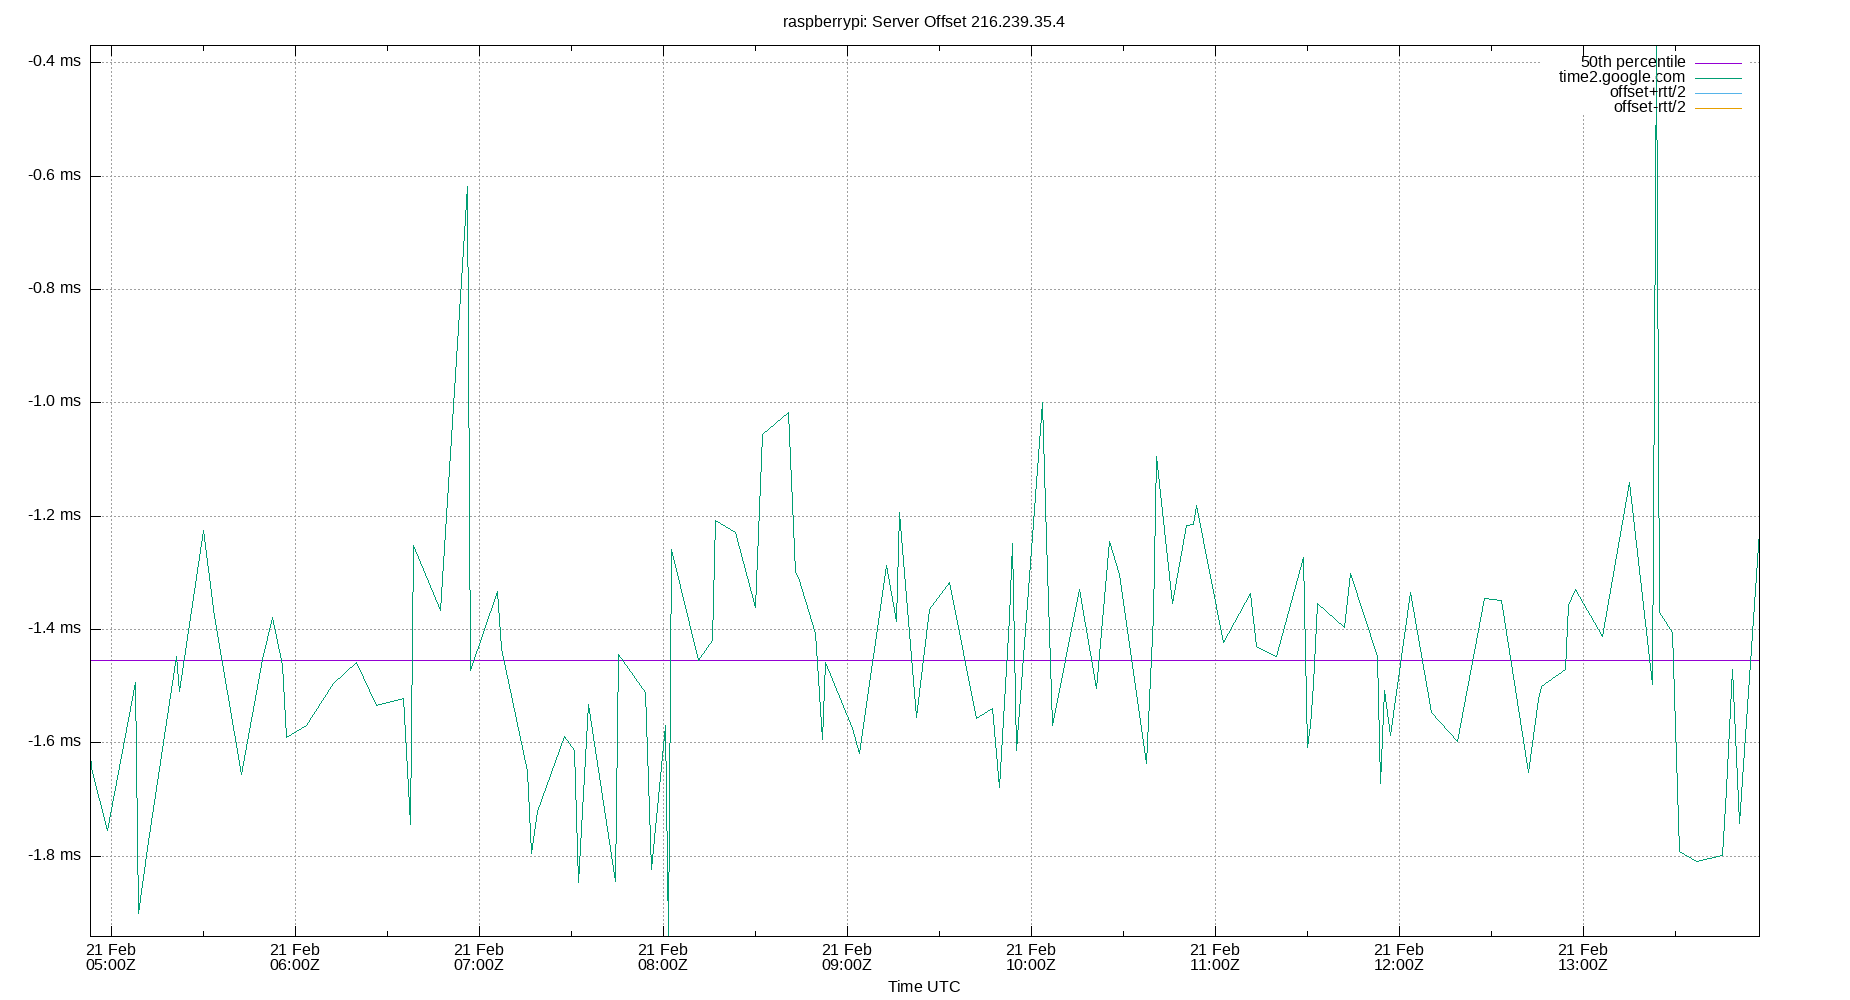 raspberrypi: Server Offset 216.239.35.4
-0.4 ms
50th percentile
time2.google.com
offset+rtt/2
offset-rtt/2
-0.6 ms
-0.8 ms
-1.0 ms
-1.2 ms
-1.4 ms
-1.6 ms
-1.8 ms
21 Feb 21 Feb 21 Feb 21 Feb 21 Feb 21 Feb 21 Feb 21 Feb 21 Feb
05:00Z 06:00Z 07:00Z 08:00Z 09:00Z 10:00Z 11:00Z 12:00Z 13:00Z
Time UTC